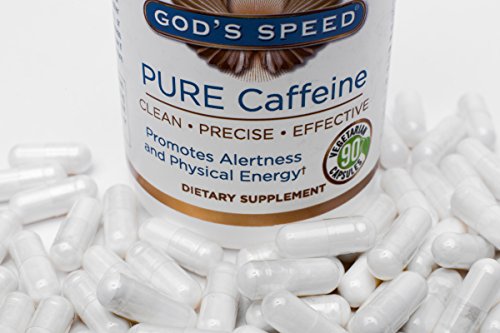 GOD'S SPEED
PURE Caffeine
CLEAN • PRECISE • EFFECTIVE
Promotes Alertness
and Physical Energy†
VEGETARIAN
90
CAPSULES
DIETARY SUPPLEMENT